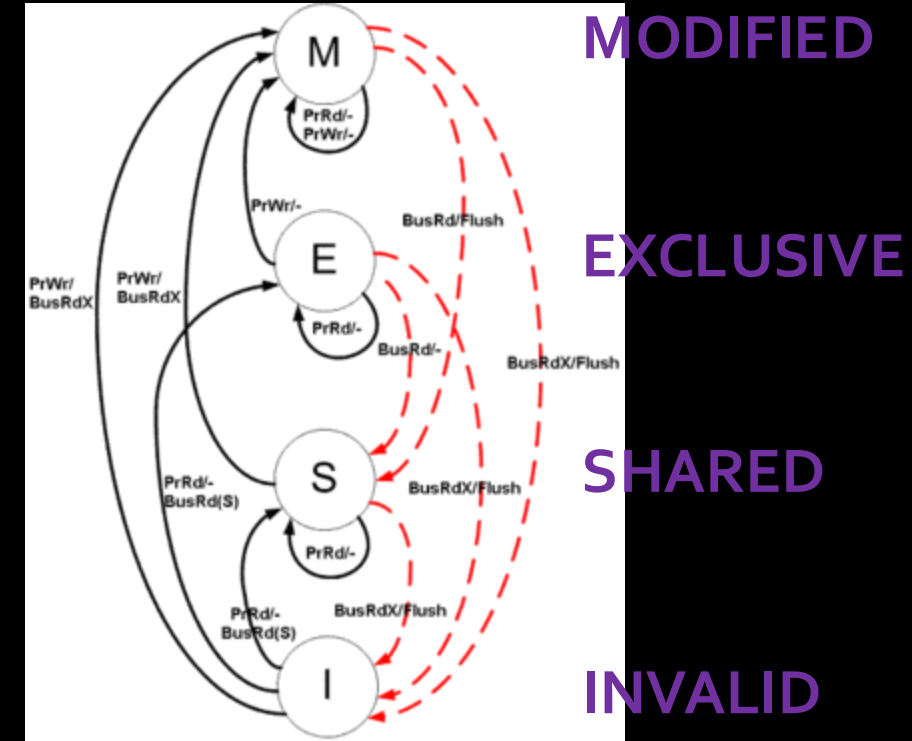 M
MODIFIED
PrRd/-
PrWr/-
PrWr/-
BusRd/Flush
E
EXCLUSIVE
PrWr/
BusRdX
PrWr/
BusRdX
PrRd/-
BusRd/-
BusRdX/Flush
S
SHARED
PrRd/-
BusRd(S)
BusRdX/Flush
PrRd/-
PrRd/-
BusRd(S)
BusRdX/Flush
I
INVALID